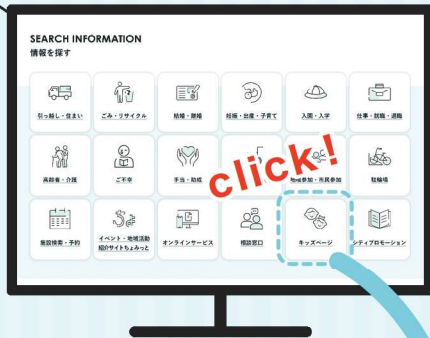 SEARCH INFORMATION
情報を探す
引っ越し・住まい
ごみ・リサイクル
結婚・離婚
妊娠・出産・子育て
入園・入学
仕事・就職・退職
高齢者・介護
ご不幸
手当・助成
click!
地域参加・市民参加
駐輪場
施設検索・予約
イベント・地域活動
紹介サイトちょみっと
オンラインサービス
相談窓口
キッズページ
シティプロモーション